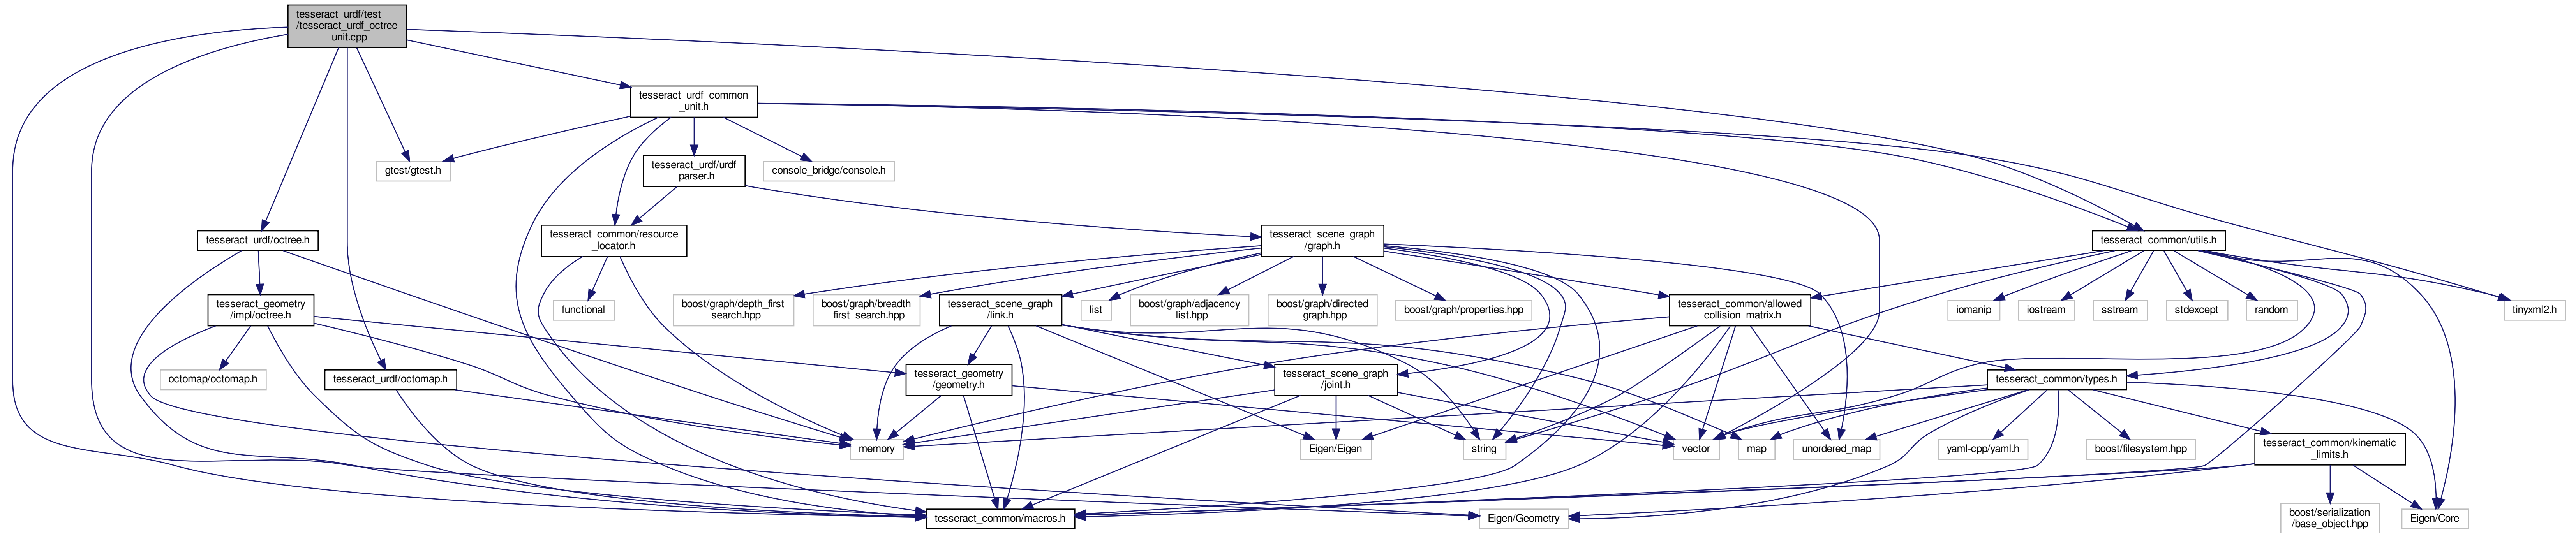 tesseract_urdf/test
/tesseract_urdf_octree
_unit.cpp
tesseract_urdf_common
_unit.h
gtest/gtest.h
tesseract_urdf/urdf
_parser.h
console_bridge/console.h
tesseract_urdf/octree.h
tesseract_common/resource
_locator.h
tesseract_scene_graph
/graph.h
tesseract_common/utils.h
tesseract_geometry
/impl/octree.h
functional
boost/graph/depth_first
_search.hpp
boost/graph/breadth
_first_search.hpp
tesseract_scene_graph
/link.h
list
boost/graph/adjacency
_list.hpp
boost/graph/directed
_graph.hpp
boost/graph/properties.hpp
tesseract_common/allowed
_collision_matrix.h
iomanip
iostream
sstream
stdexcept
random
tinyxml2.h
octomap/octomap.h
tesseract_urdf/octomap.h
tesseract_geometry
/geometry.h
tesseract_scene_graph
/joint.h
tesseract_common/types.h
memory
Eigen/Eigen
string
vector
map
unordered_map
yaml-cpp/yaml.h
boost/filesystem.hpp
tesseract_common/kinematic
_limits.h
tesseract_common/macros.h
Eigen/Geometry
boost/serialization
/base_object.hpp
Eigen/Core